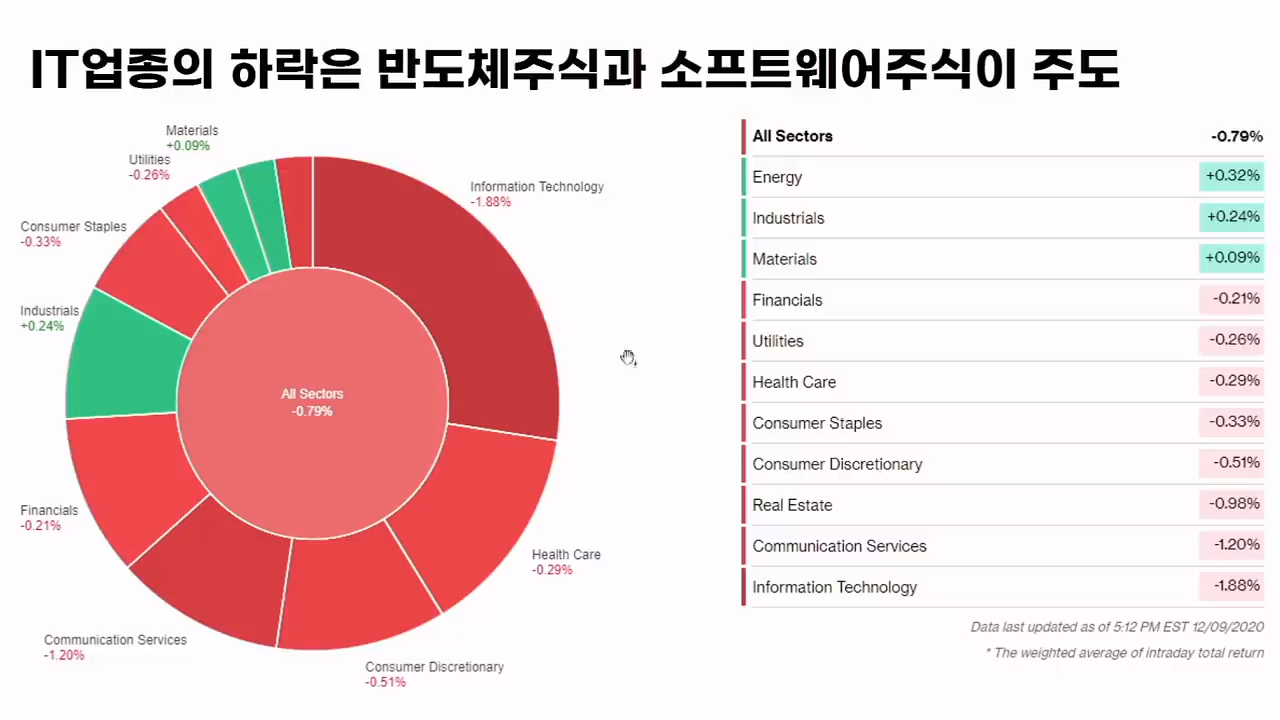 IT업종의 하락은 반도체주식과 소프트웨어주식이 주도
Materials
+0.09%
Utilities
-0.26%
Consumer Staples
-0.33%
Industrials
+0.24%
Financials
-0.21%
Communication Services
-1.20%
Consumer Discretionary
-0.51%
Health Care
-0.29%
Information Technology
-1.88%
All Sectors
-0.79%
All Sectors -0.79%
Energy +0.32%
Industrials +0.24%
Materials +0.09%
Financials -0.21%
Utilities -0.26%
Health Care -0.29%
Consumer Staples -0.33%
Consumer Discretionary -0.51%
Real Estate -0.98%
Communication Services -1.20%
Information Technology -1.88%
Data last updated as of 5:12 PM EST 12/09/2020
* The weighted average of intraday total return